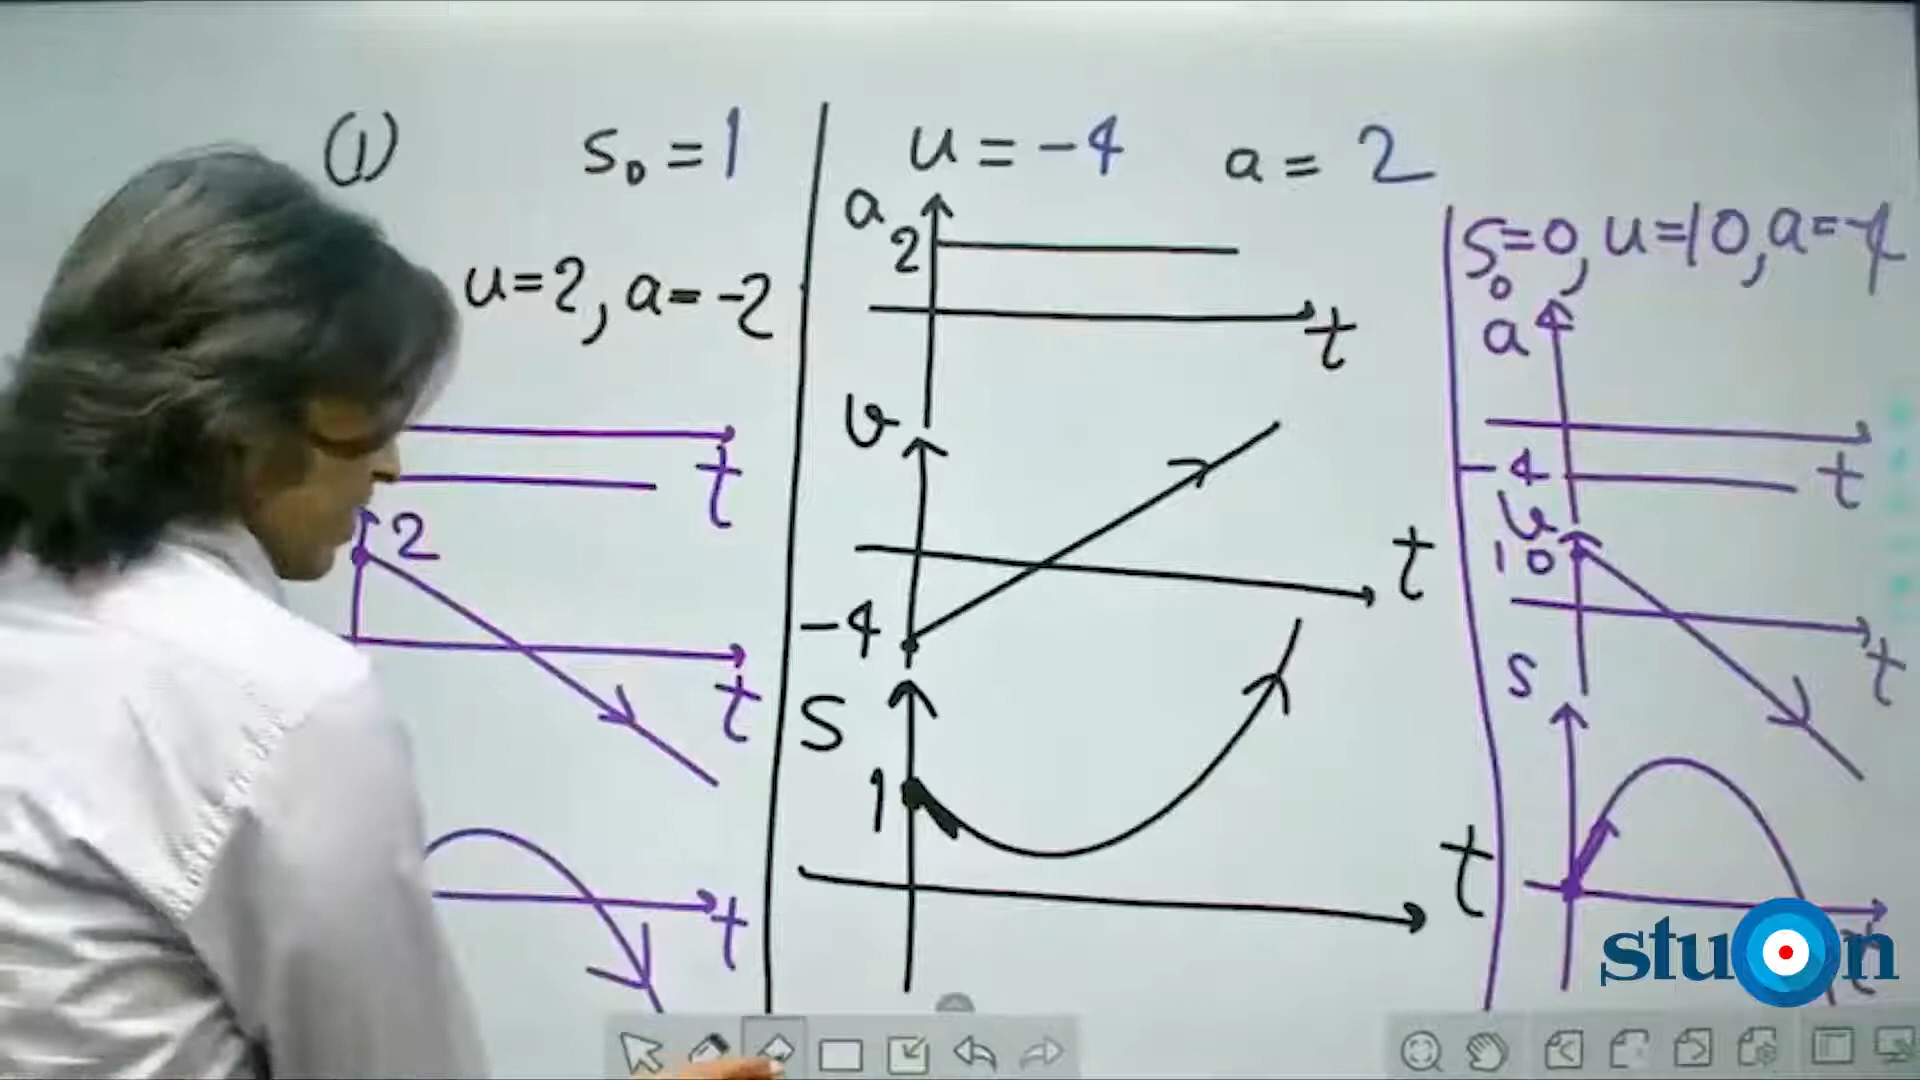 (1) s₀ = 1 u = -4 a = 2
u=2, a=-2
t
2
t
t
a
2
t
v
-4
t
S
1
t
S₀=0, u=10, a=-4
a
-4
t
v
10
t
s
stuon